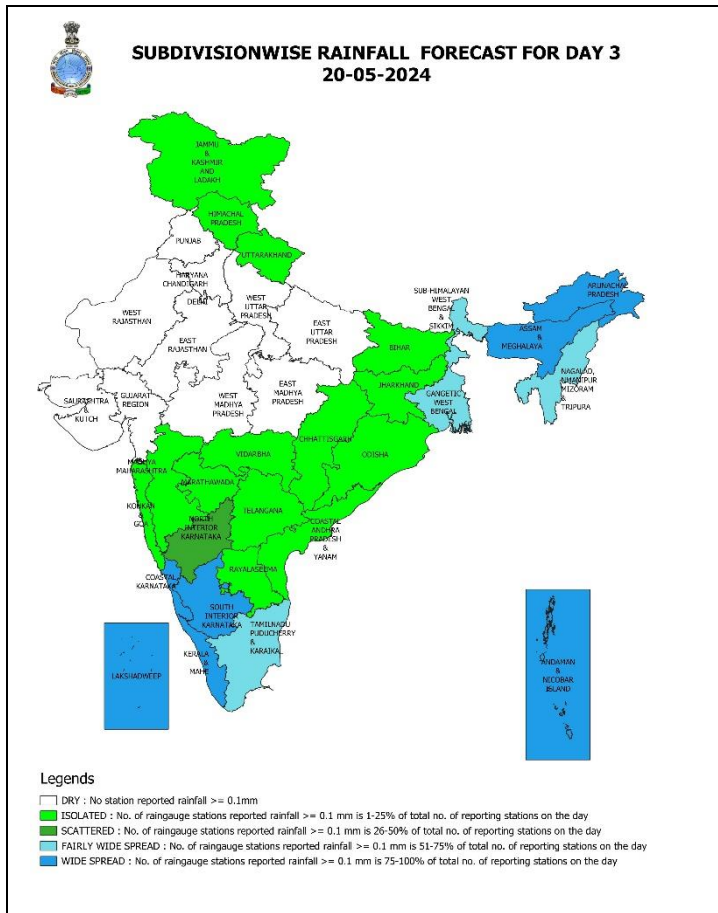 SUBDIVISIONWISE RAINFALL FORECAST FOR DAY 3
20-05-2024
JAMMU
&
KASHMIR
AND
LADAKH
HIMACHAL
PRADESH
PUNJAB
UTTARAKHAND
HARYANA
CHANDIGARH
&
DELHI
WEST
RAJASTHAN
WEST
UTTAR
PRADESH
EAST
UTTAR
PRADESH
EAST
RAJASTHAN
SUB-HIMALAYAN
WEST
BENGAL
&
SIKKIM
ARUNACHAL
PRADESH
ASSAM
&
MEGHALAYA
NAGALAD,
MANIPUR
MIZORAM
&
TRIPURA
BIHAR
JHARKHAND
GANGETIC
WEST
BENGAL
SAURASHTRA
&
KUTCH
GUJARAT
REGION
WEST
MADHYA
PRADESH
EAST
MADHYA
PRADESH
CHHATTISGARH
ODISHA
VIDARBHA
MADHYA
MAHARASHTRA
MARATHAWADA
KONKAN
&
GOA
TELANGANA
NORTH
INTERIOR
KARNATAKA
COASTAL
ANDHRA
PRADESH
&
YANAM
RAYALASEEMA
COASTAL
KARNATAKA
SOUTH
INTERIOR
KARNATAKA
TAMILNADU
PUDUCHERRY
&
KARAIKAL
KERALA
&
MAHE
LAKSHADWEEP
ANDAMAN
&
NICOBAR
ISLAND
Legends
DRY : No station reported rainfall >= 0.1mm
ISOLATED : No. of raingauge stations reported rainfall >= 0.1 mm is 1-25% of total no. of reporting stations on the day
SCATTERED : No. of raingauge stations reported rainfall >= 0.1 mm is 26-50% of total no. of reporting stations on the day
FAIRLY WIDE SPREAD : No. of raingauge stations reported rainfall >= 0.1 mm is 51-75% of total no. of reporting stations on the day
WIDE SPREAD : No. of raingauge stations reported rainfall >= 0.1 mm is 75-100% of total no. of reporting stations on the day